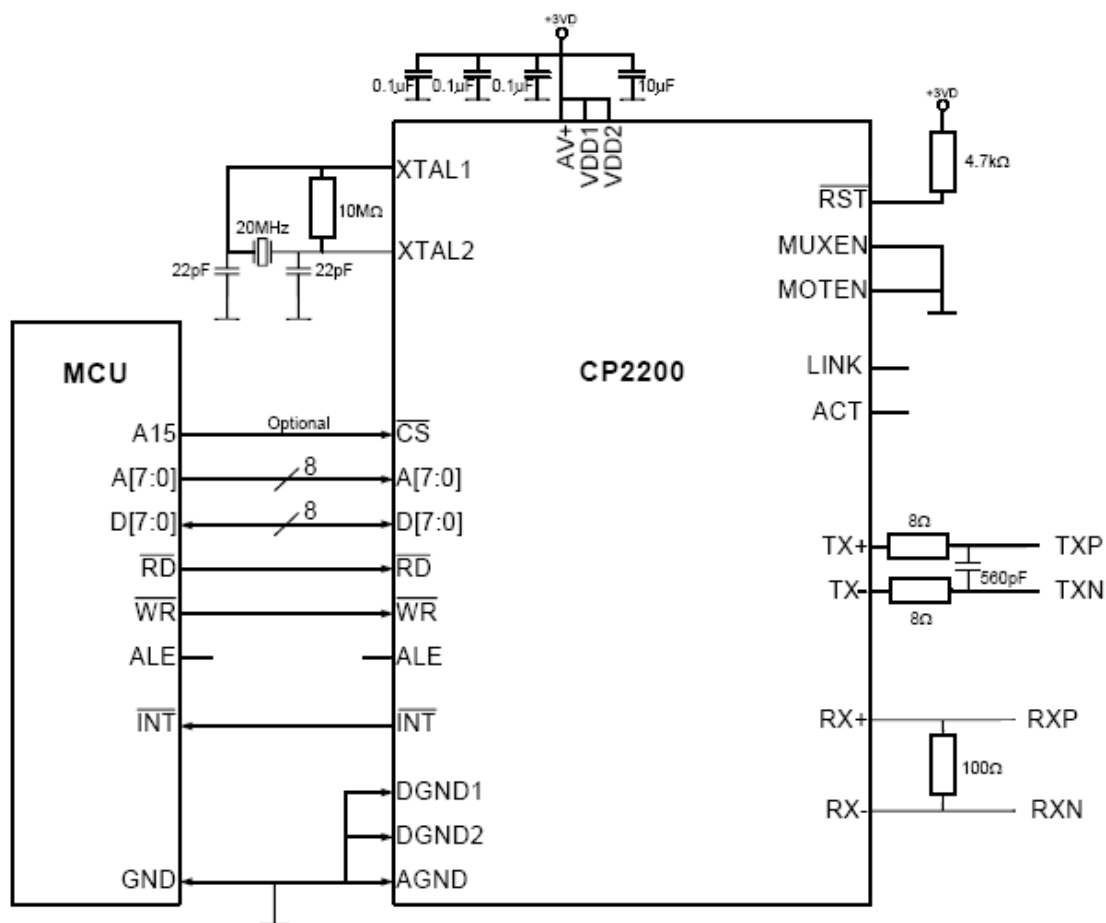 +3VD
0.1µF 0.1µF 0.1µF 10µF
AV+
VDD1
VDD2
+3VD
4.7kΩ
XTAL1
10MΩ
20MHz
XTAL2
22pF 22pF
RST
MUXEN
MOTEN
MCU
CP2200
LINK
ACT
A15 Optional CS
A[7:0] 8 A[7:0]
D[7:0] 8 D[7:0]
RD RD
WR WR
ALE ALE
INT INT
8Ω
TX+ TXP
560pF
TX- TXN
8Ω
RX+ RXP
100Ω
RX- RXN
DGND1
DGND2
GND AGND